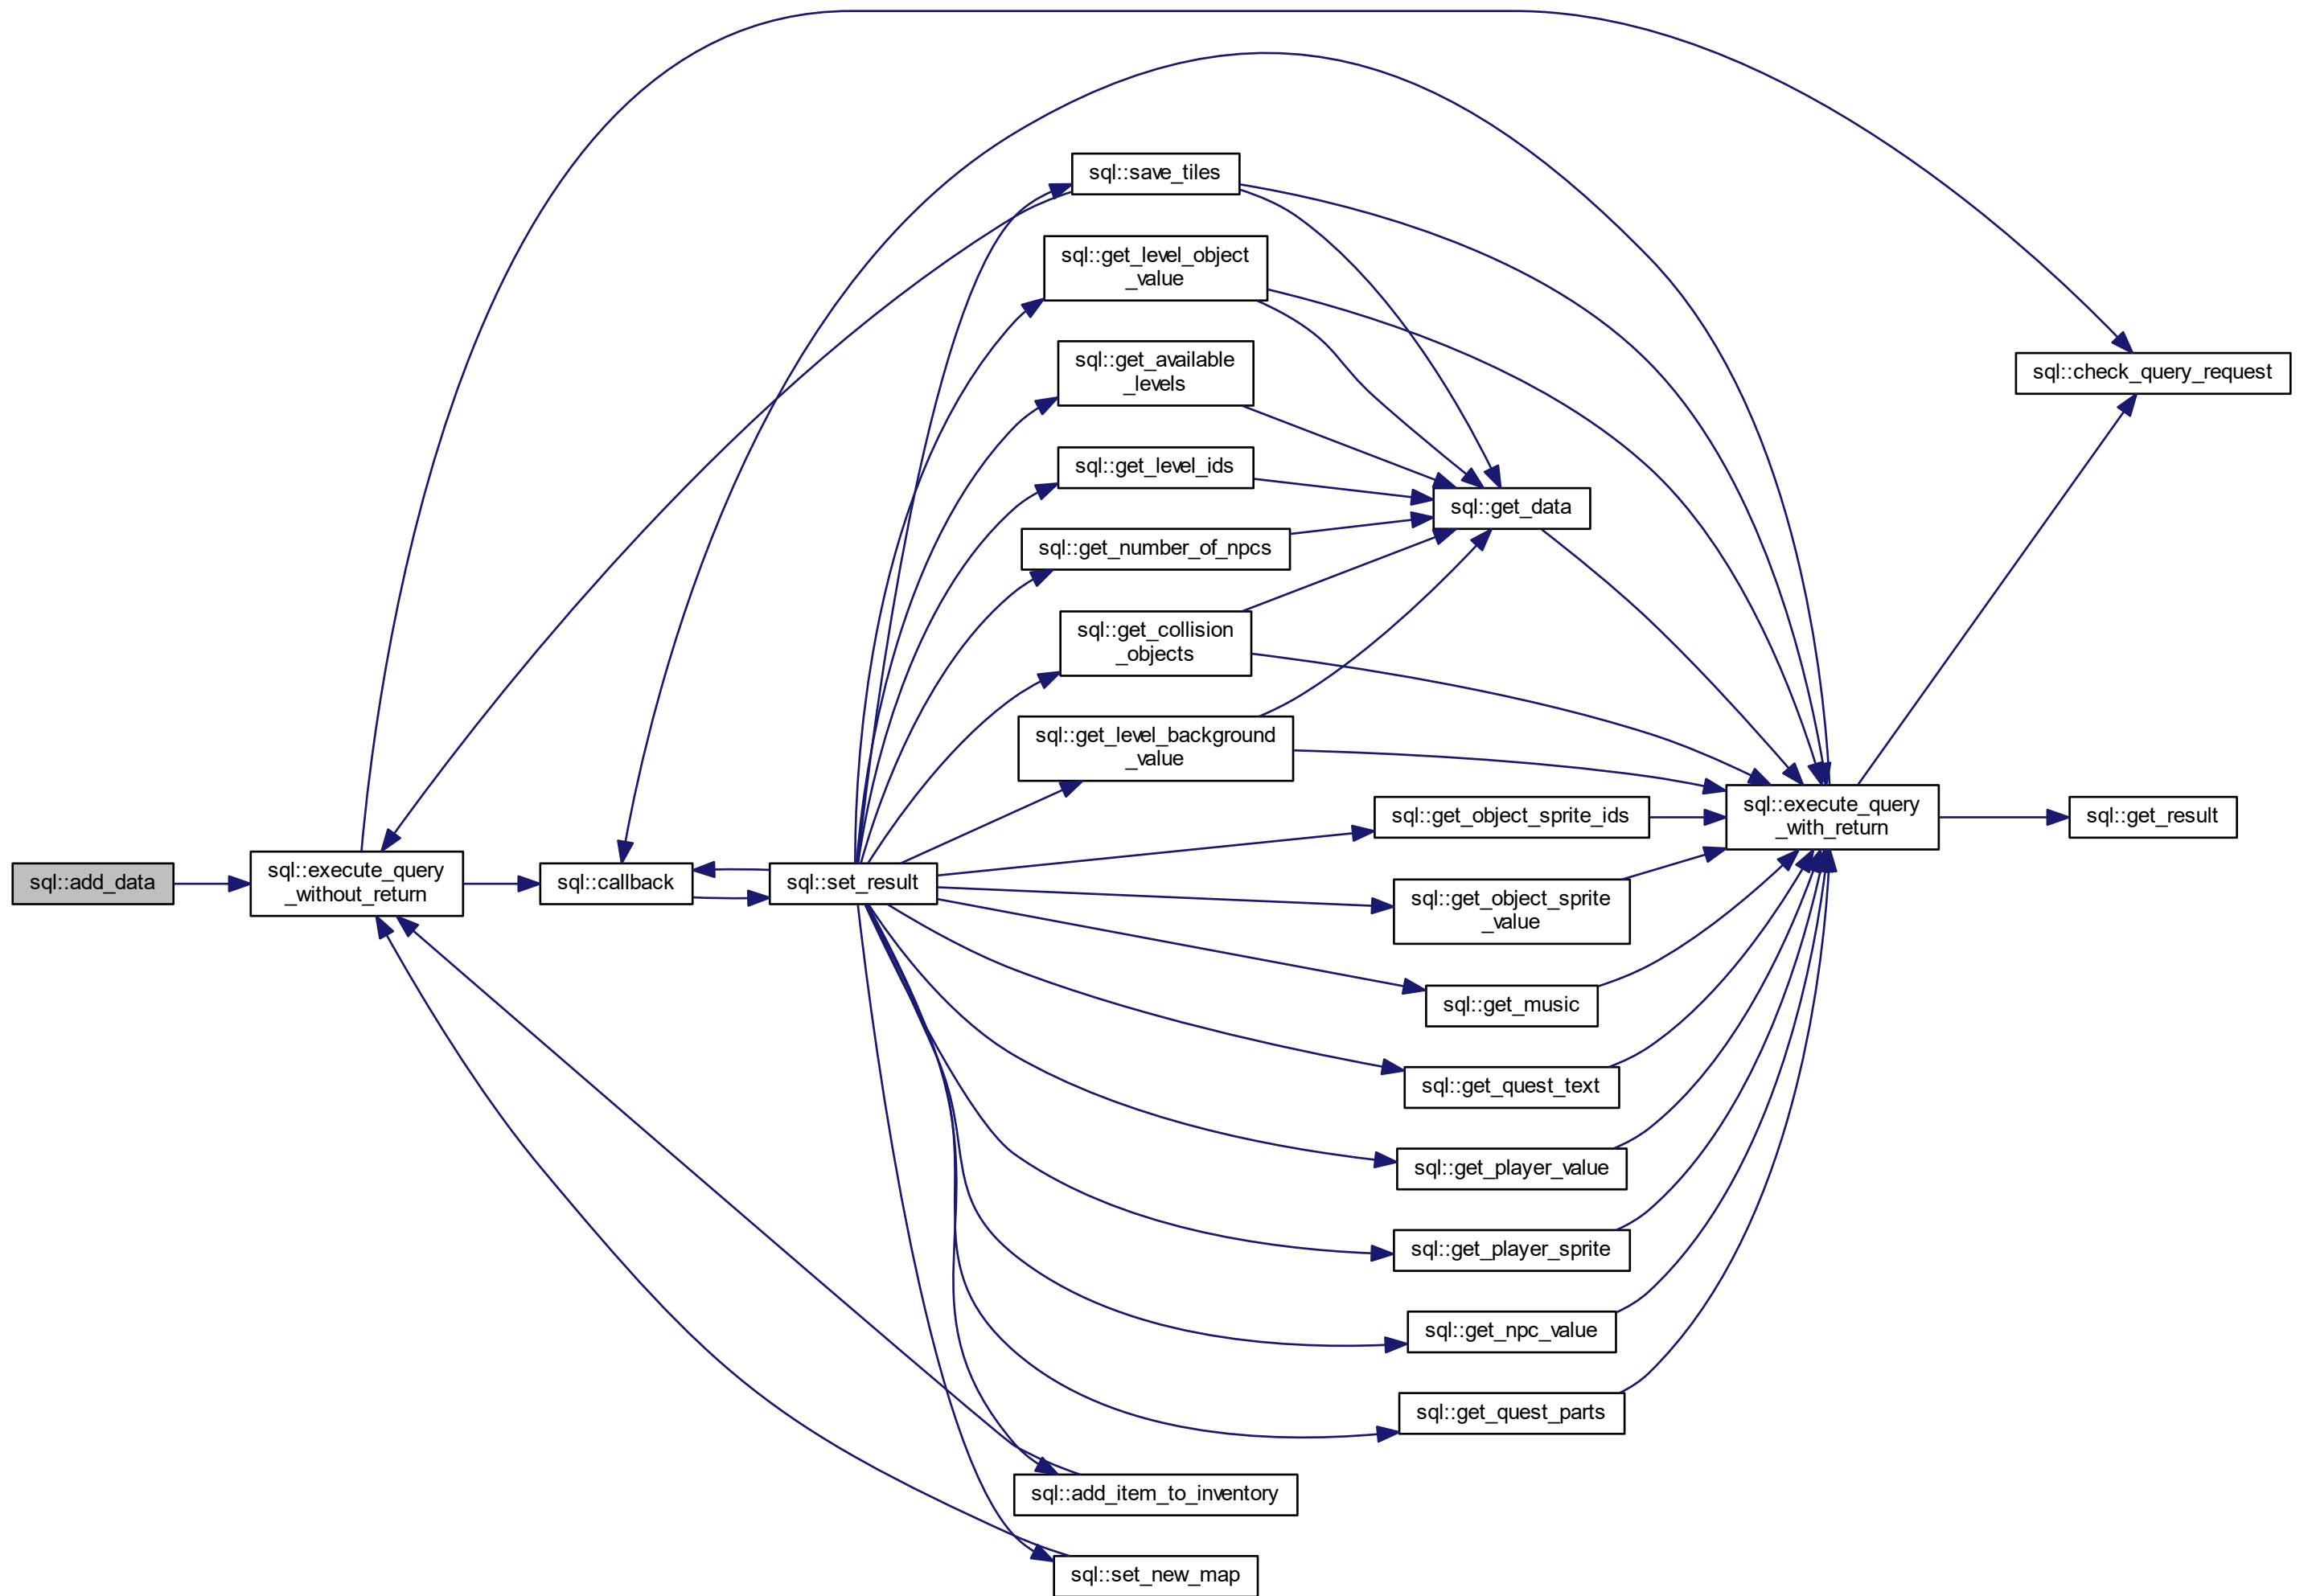 sql::add_data
sql::execute_query
_without_return
sql::callback
sql::set_result
sql::save_tiles
sql::get_level_object
_value
sql::get_available
_levels
sql::get_level_ids
sql::get_number_of_npcs
sql::get_collision
_objects
sql::get_level_background
_value
sql::get_data
sql::get_object_sprite_ids
sql::get_object_sprite
_value
sql::get_music
sql::get_quest_text
sql::get_player_value
sql::get_player_sprite
sql::get_npc_value
sql::get_quest_parts
sql::add_item_to_inventory
sql::set_new_map
sql::execute_query
_with_return
sql::check_query_request
sql::get_result